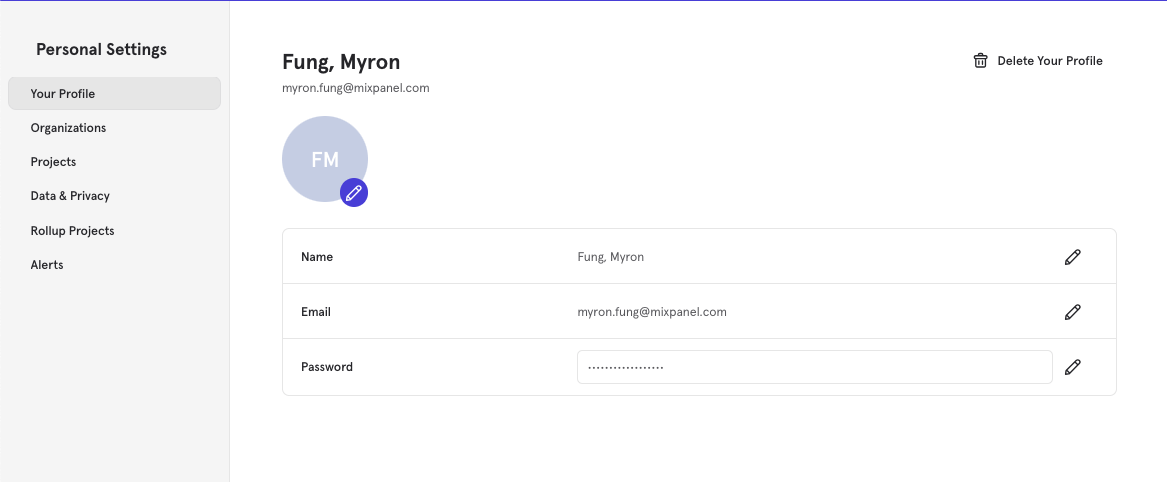 Personal Settings
Your Profile
Organizations
Projects
Data & Privacy
Rollup Projects
Alerts
Fung, Myron
myron.fung@mixpanel.com
Delete Your Profile
FM
Name Fung, Myron
Email myron.fung@mixpanel.com
Password ··················